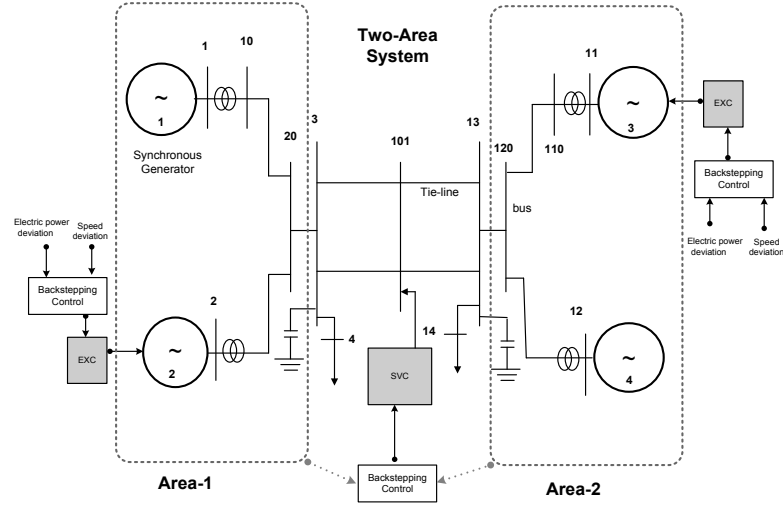 Two-Area
System
1
10
11
3
13
20
101
120
110
~
1
~
3
EXC
Synchronous
Generator
Tie-line
bus
Backstepping
Control
Electric power
deviation
Speed
deviation
Electric power
deviation
Speed
deviation
Backstepping
Control
2
12
4
14
EXC
~
2
SVC
~
4
Backstepping
Control
Area-1
Area-2